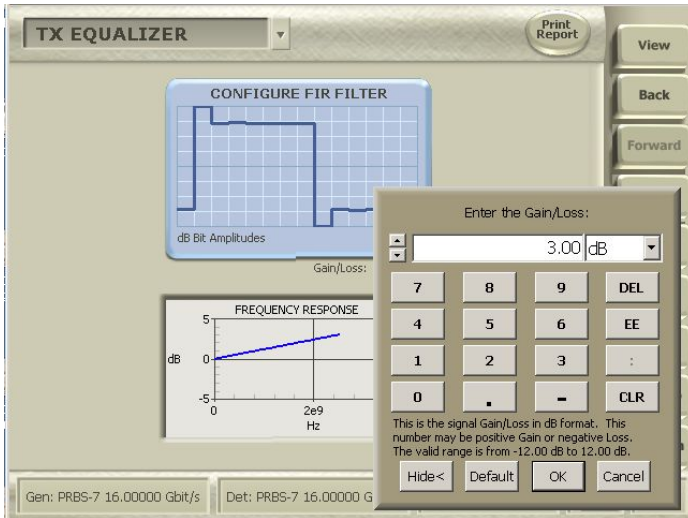 TX EQUALIZER
Print
Report
View
Back
Forward
CONFIGURE FIR FILTER
dB Bit Amplitudes
Gain/Loss:
FREQUENCY RESPONSE
5
dB
0
-5
0
2e9
Hz
Enter the Gain/Loss:
3.00 dB
7 8 9 DEL
4 5 6 EE
1 2 3 :
0 . - CLR
This is the signal Gain/Loss in dB format. This
number may be positive Gain or negative Loss.
The valid range is from -12.00 dB to 12.00 dB.
Hide< Default OK Cancel
Gen: PRBS-7 16.00000 Gbit/s
Det: PRBS-7 16.00000 G